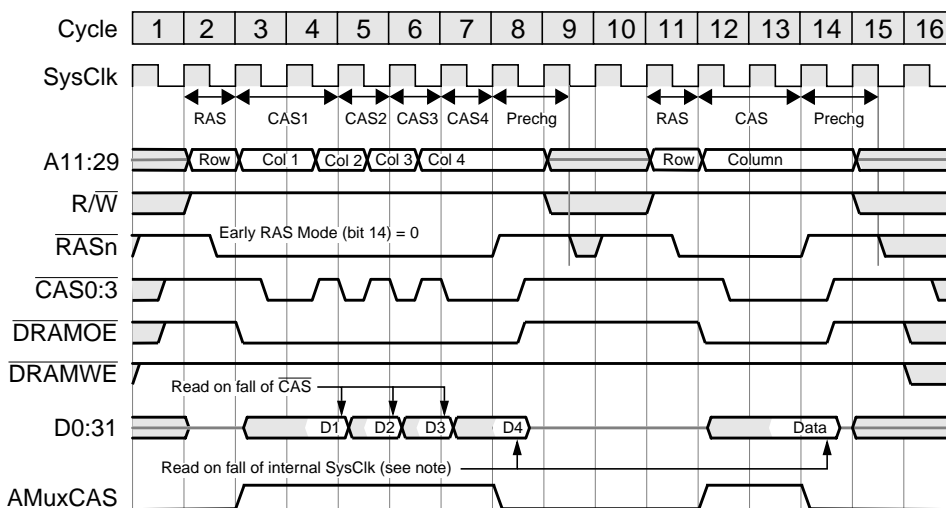 Cycle 1 2 3 4 5 6 7 8 9 10 11 12 13 14 15 16
SysClk
RAS CAS1 CAS2 CAS3 CAS4 Prechg RAS CAS Prechg
A11:29 Row Col 1 Col 2 Col 3 Col 4 Row Column
R/W
RASn Early RAS Mode (bit 14) = 0
CAS0:3
DRAMOE
DRAMWE
Read on fall of CAS
D0:31 D1 D2 D3 D4 Data
Read on fall of internal SysClk (see note)
AMuxCAS